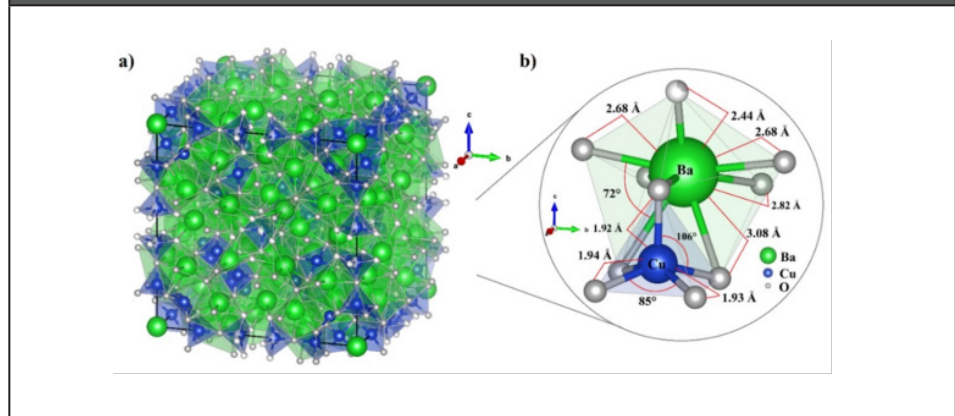 a)
b)
c
a
b
2.68 Å
2.44 Å
2.68 Å
Ba
72°
2.82 Å
c
b
1.92 Å
106°
3.08 Å
1.94 Å
Cu
Ba
Cu
O
85°
1.93 Å